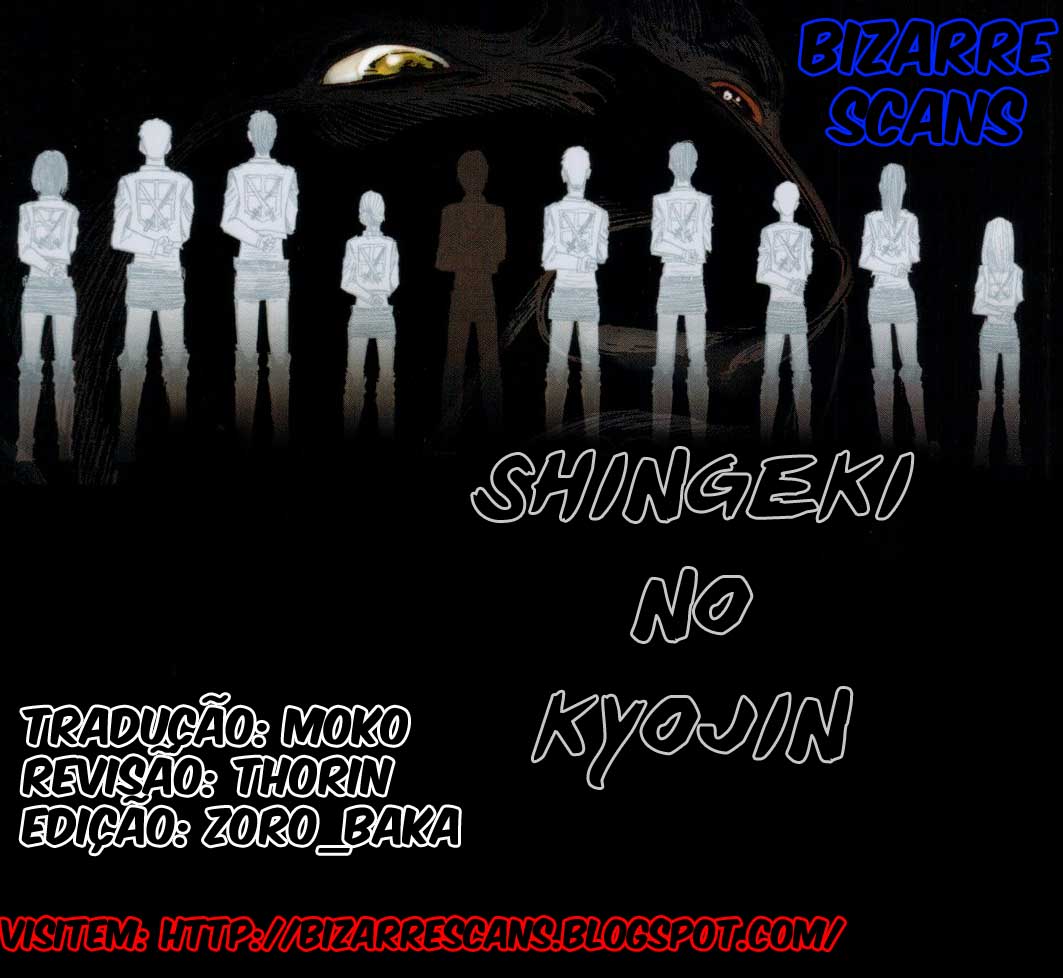 BIZARRE
SCANS
SHINGEKI
NO
KYOJIN
TRADUÇÃO: MOKO
REVISÃO: THORIN
EDIÇÃO: ZORO_BAKA
VISITEM: HTTP://BIZARRESCANS.BLOGSPOT.COM/